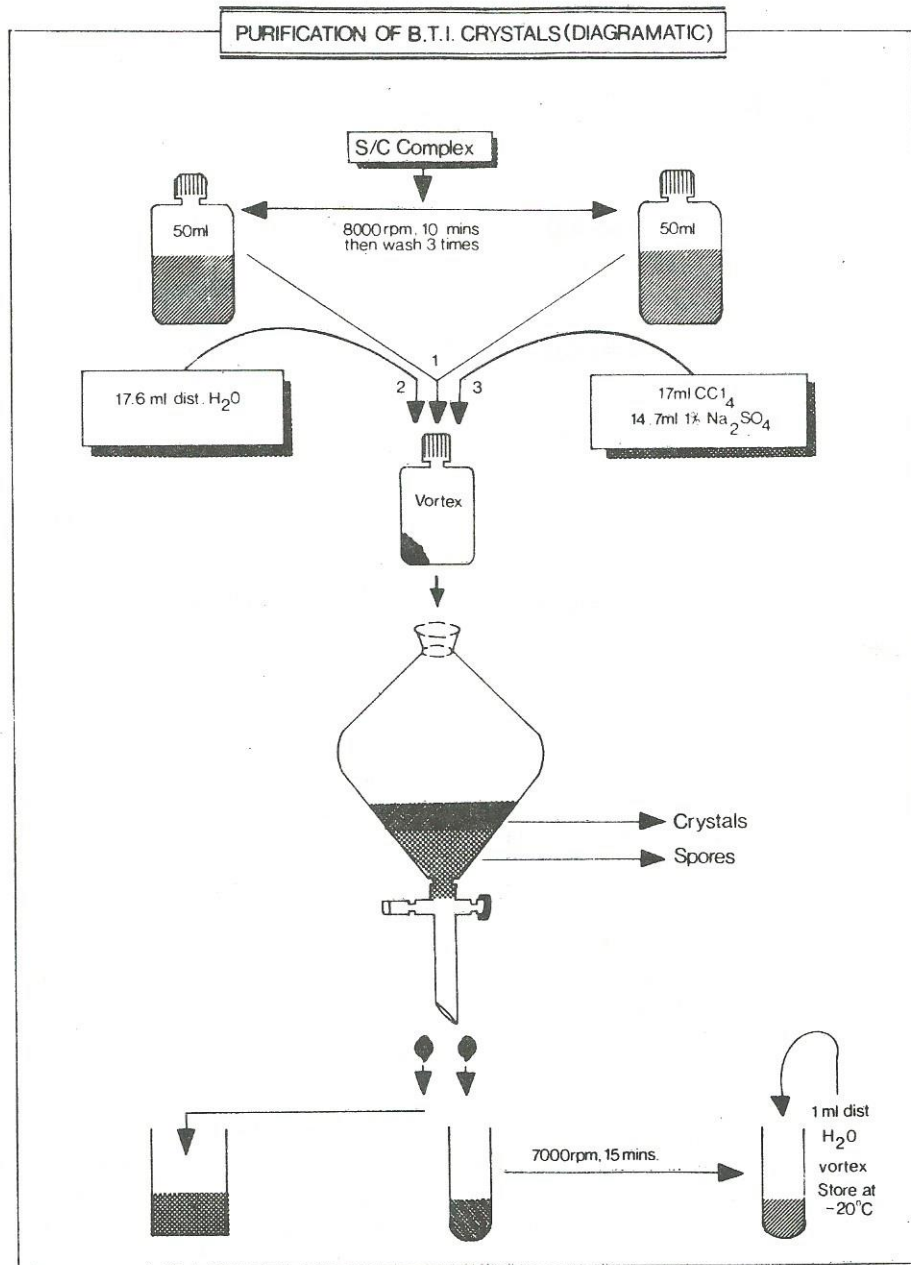 PURIFICATION OF B.T.I. CRYSTALS (DIAGRAMATIC)
S/C Complex
50ml
50ml
8000 rpm, 10 mins
then wash 3 times
1
2
3
17.6 ml dist. H2O
17ml CC14
14.7ml 1% Na2SO4
Vortex
Crystals
Spores
7000rpm, 15 mins.
1 ml dist
H2O
vortex
Store at
-20°C